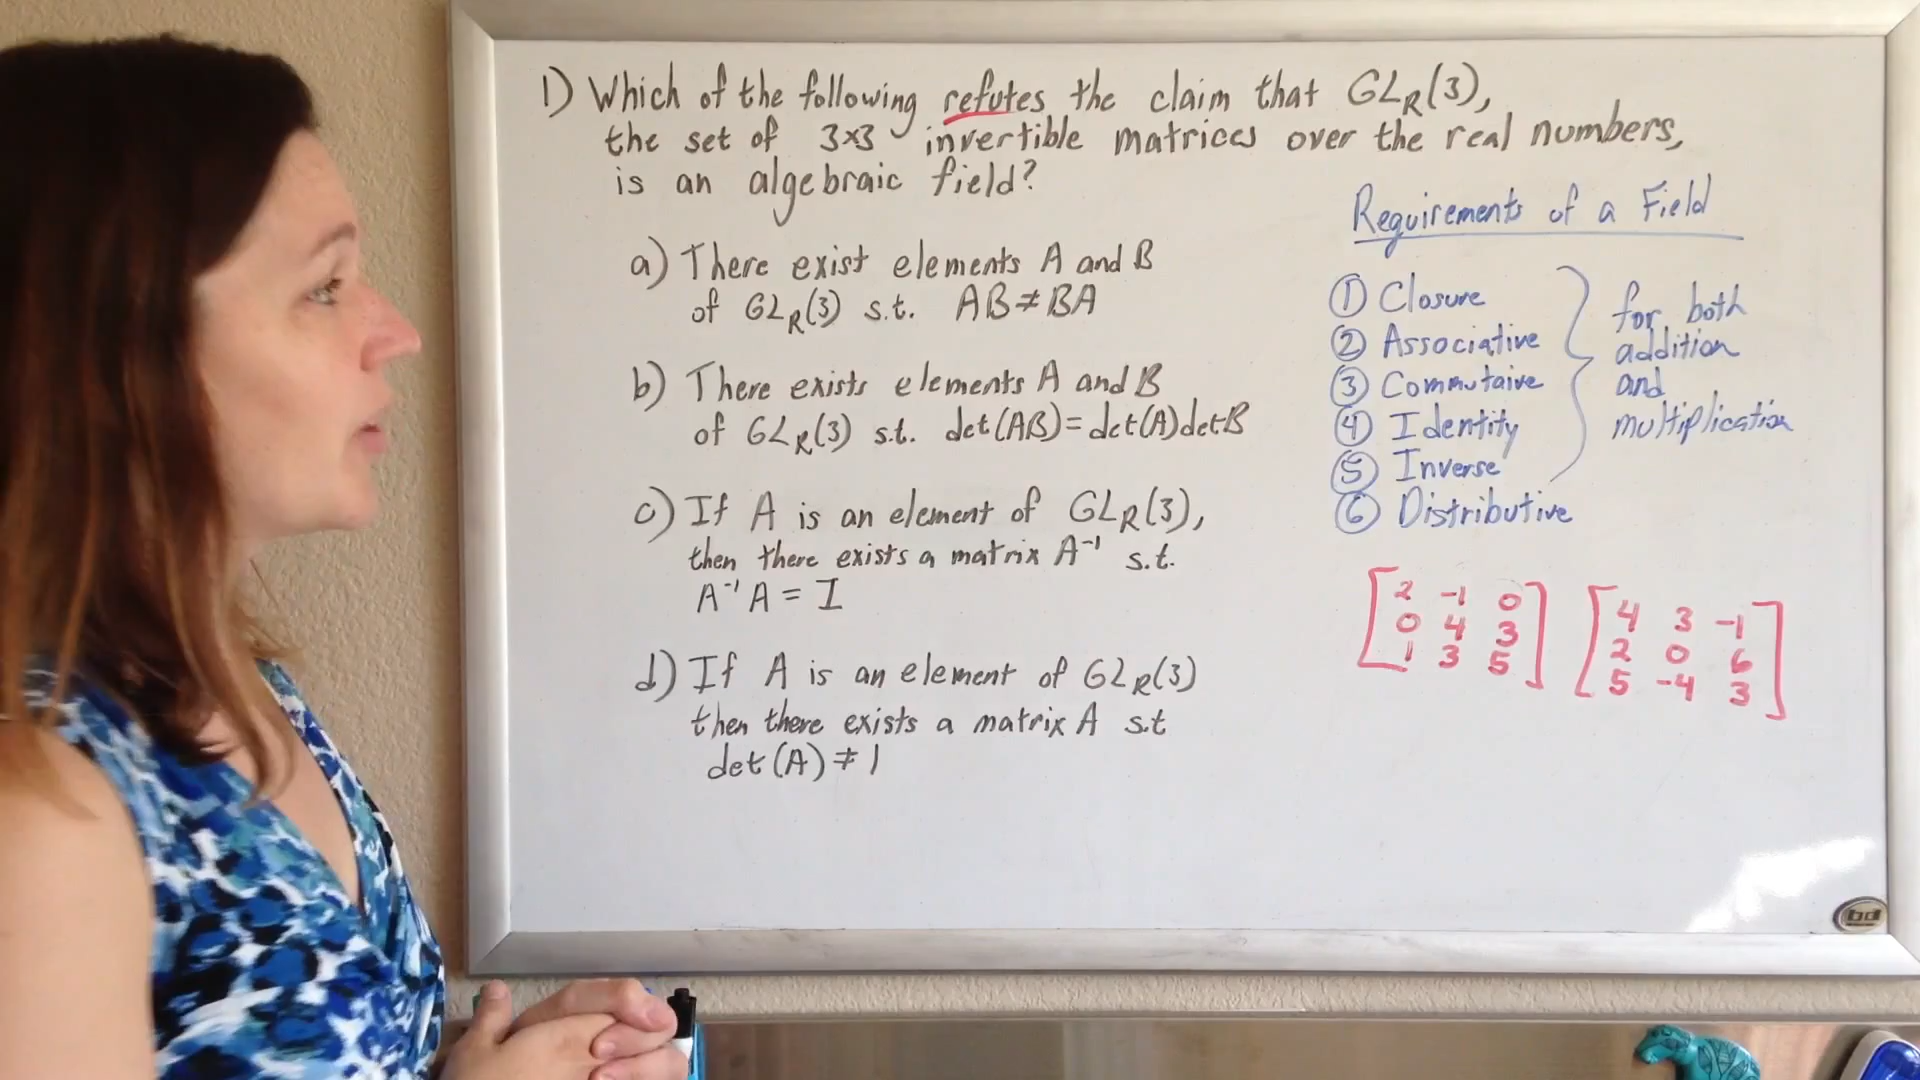 1) Which of the following refutes the claim that GL_R(3),
the set of 3x3 invertible matrices over the real numbers,
is an algebraic field?
a) There exist elements A and B
of GL_R(3) s.t. AB ≠ BA
b) There exists elements A and B
of GL_R(3) s.t. det(AB) = det(A)detB
c) If A is an element of GL_R(3),
then there exists a matrix A⁻¹ s.t.
A⁻¹A = I
d) If A is an element of GL_R(3)
then there exists a matrix A s.t
det(A) ≠ 1
Requirements of a Field
① Closure
② Associative
③ Commutaive
④ Identity
⑤ Inverse
⑥ Distributive
for both
addition
and
multiplication
2 -1 0
0 4 3
1 3 5
4 3 -1
2 0 6
5 -4 3
bd